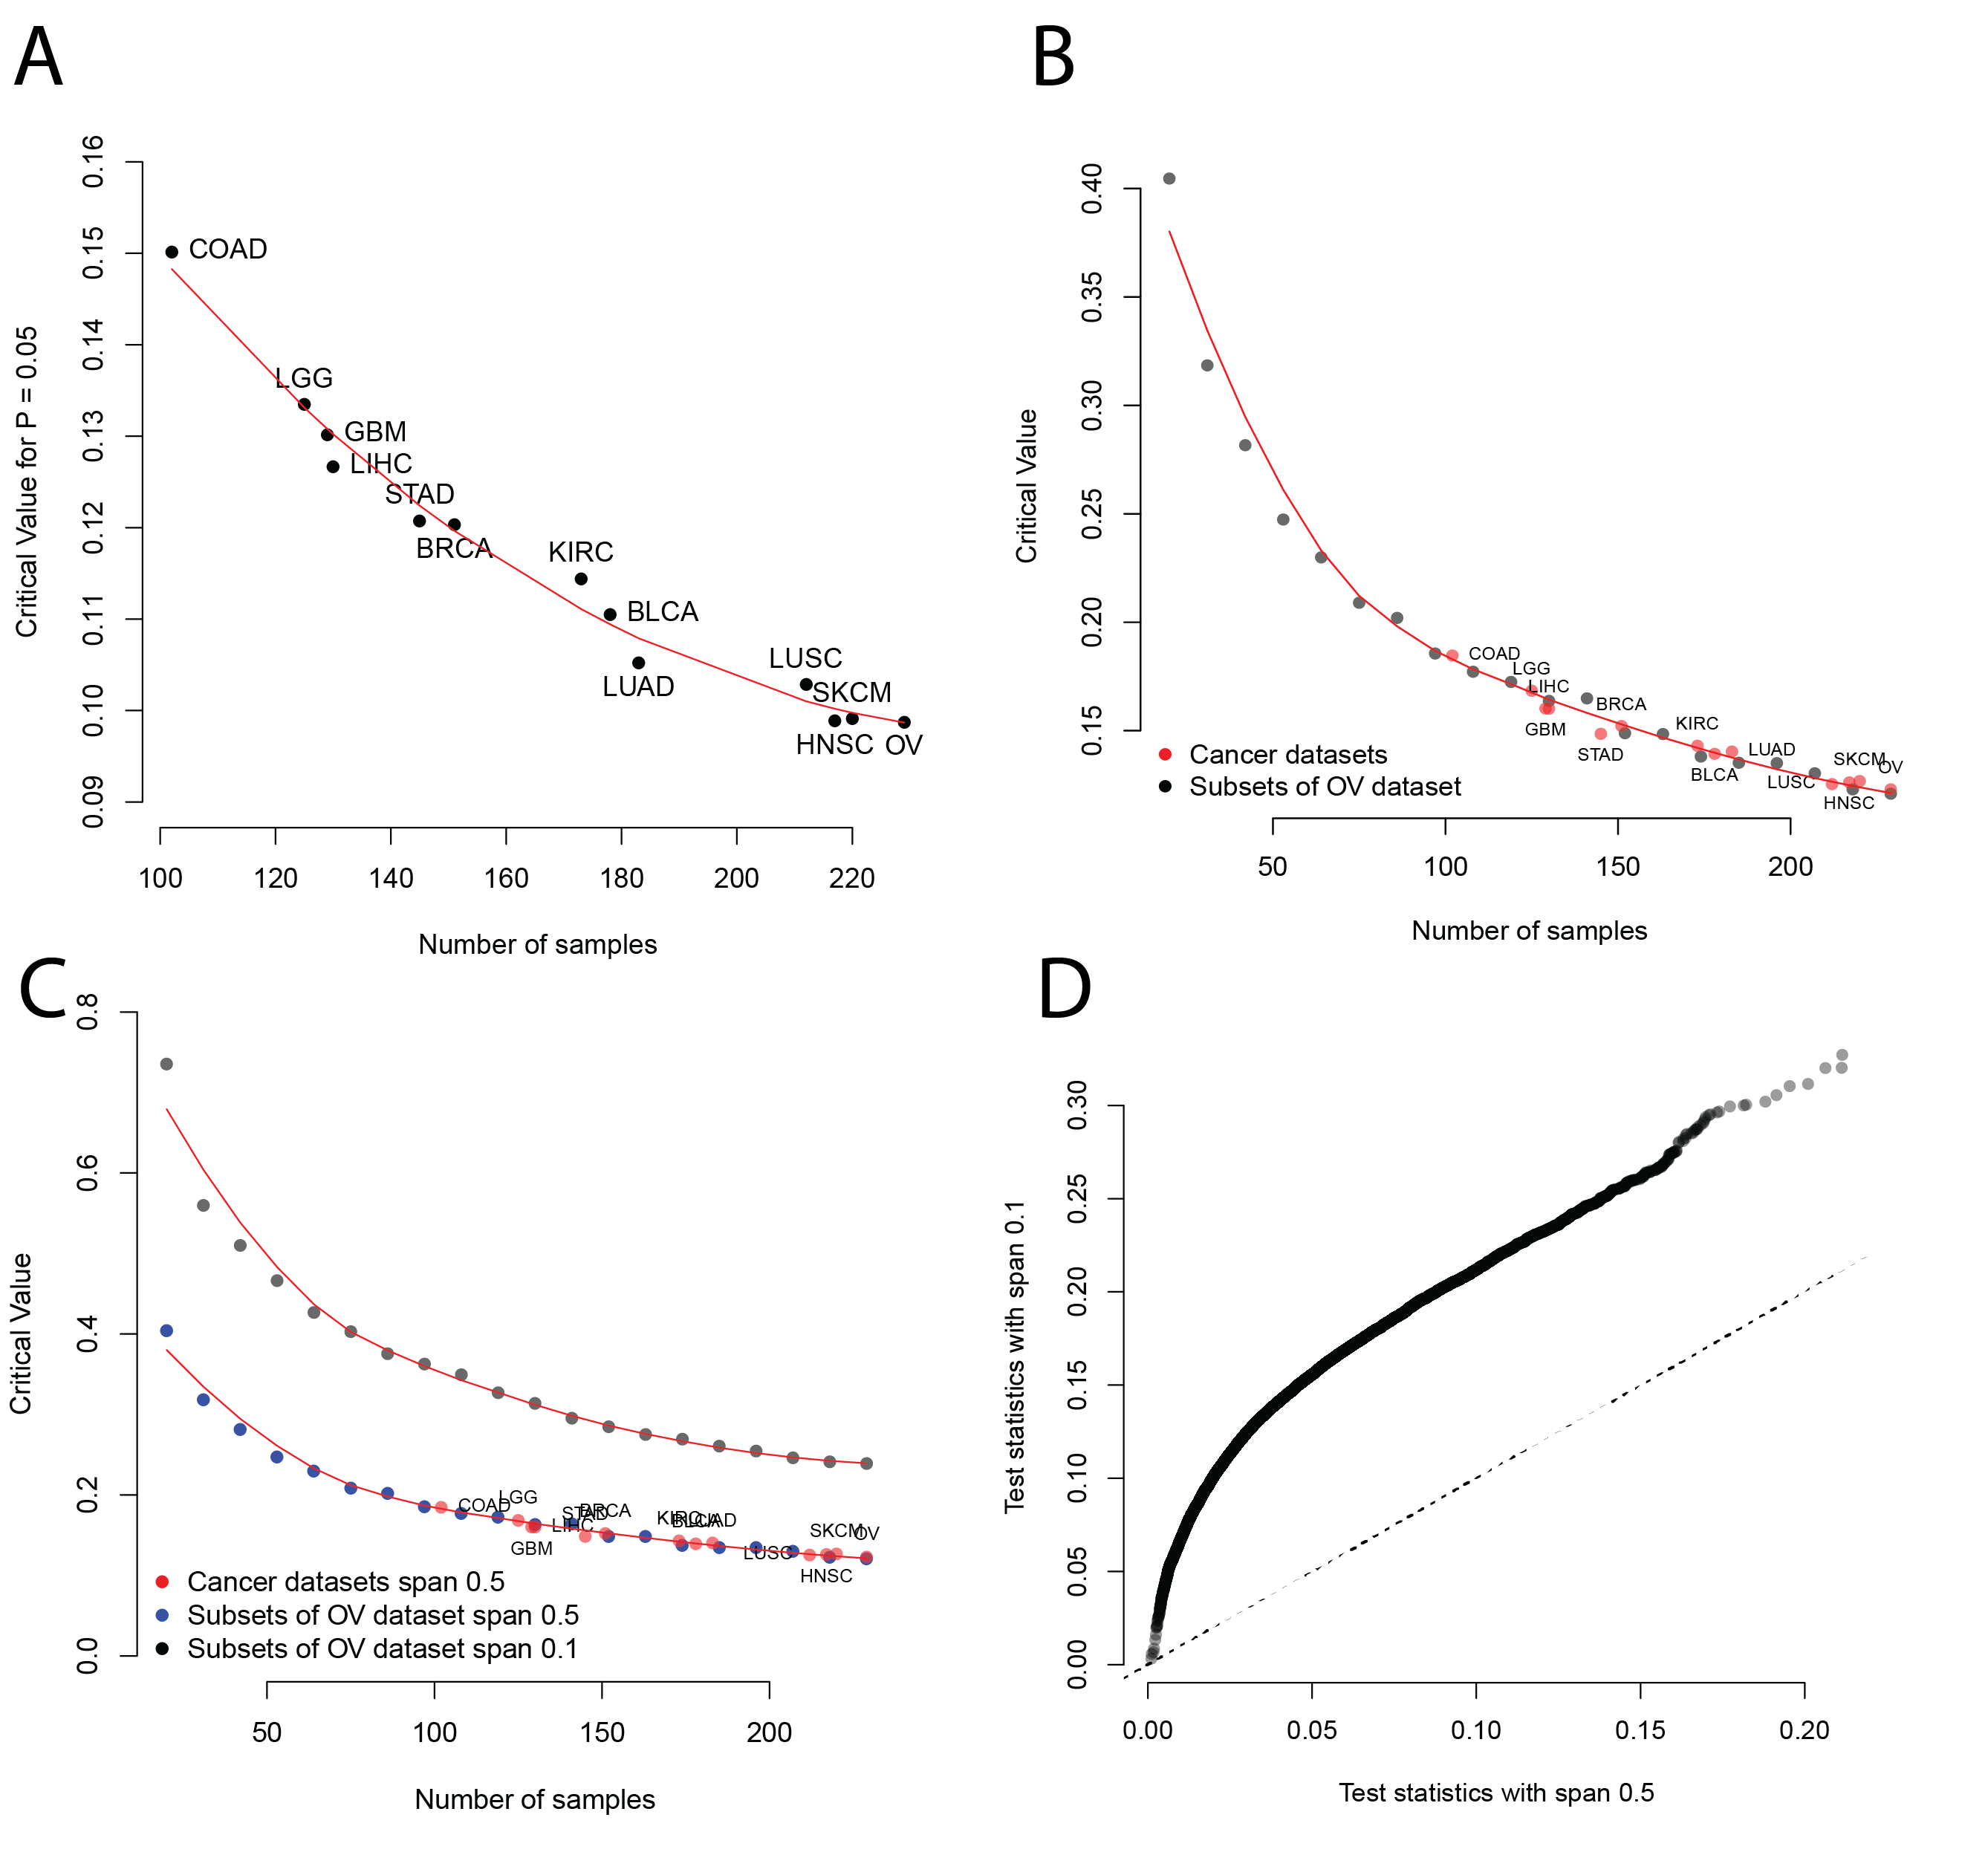 A
Critical Value for P = 0.05
0.16
0.15
0.14
0.13
0.12
0.11
0.10
0.09
COAD
LGG
GBM
LIHC
STAD
BRCA
KIRC
BLCA
LUAD
LUSC
SKCM
HNSC
OV
100 120 140 160 180 200 220
Number of samples
B
Critical Value
0.40
0.35
0.30
0.25
0.20
0.15
COAD
LGG
LIHC
GBM
BRCA
STAD
KIRC
LUAD
BLCA
SKCM
OV
LUSC
HNSC
Cancer datasets
Subsets of OV dataset
50 100 150 200
Number of samples
C
Critical Value
0.8
0.6
0.4
0.2
0.0
COAD
LGG
STAD
BRCA
LIHC
GBM
KIRC
BLCA
LUAD
SKCM
OV
LUSC
HNSC
Cancer datasets span 0.5
Subsets of OV dataset span 0.5
Subsets of OV dataset span 0.1
50 100 150 200
Number of samples
D
Test statistics with span 0.1
0.30
0.25
0.20
0.15
0.10
0.05
0.00
0.00 0.05 0.10 0.15 0.20
Test statistics with span 0.5